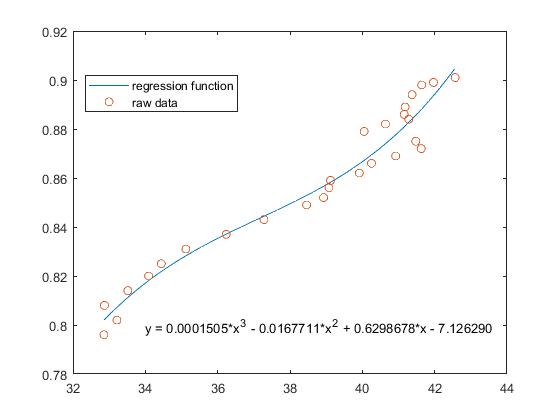 0.92
0.9
0.88
0.86
0.84
0.82
0.8
0.78
regression function
raw data
y = 0.0001505*x^3 - 0.0167711*x^2 + 0.6298678*x - 7.126290
32 34 36 38 40 42 44